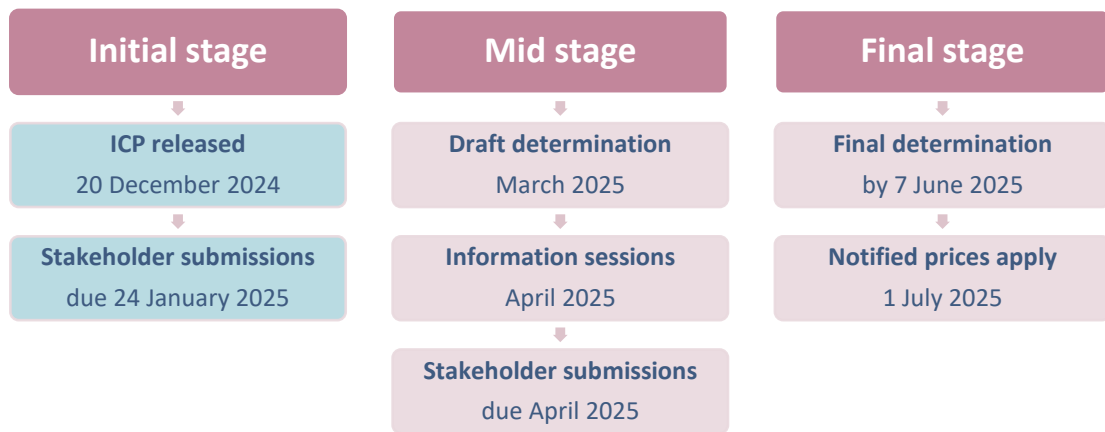 Initial stage
ICP released
20 December 2024
Stakeholder submissions
due 24 January 2025
Mid stage
Draft determination
March 2025
Information sessions
April 2025
Stakeholder submissions
due April 2025
Final stage
Final determination
by 7 June 2025
Notified prices apply
1 July 2025